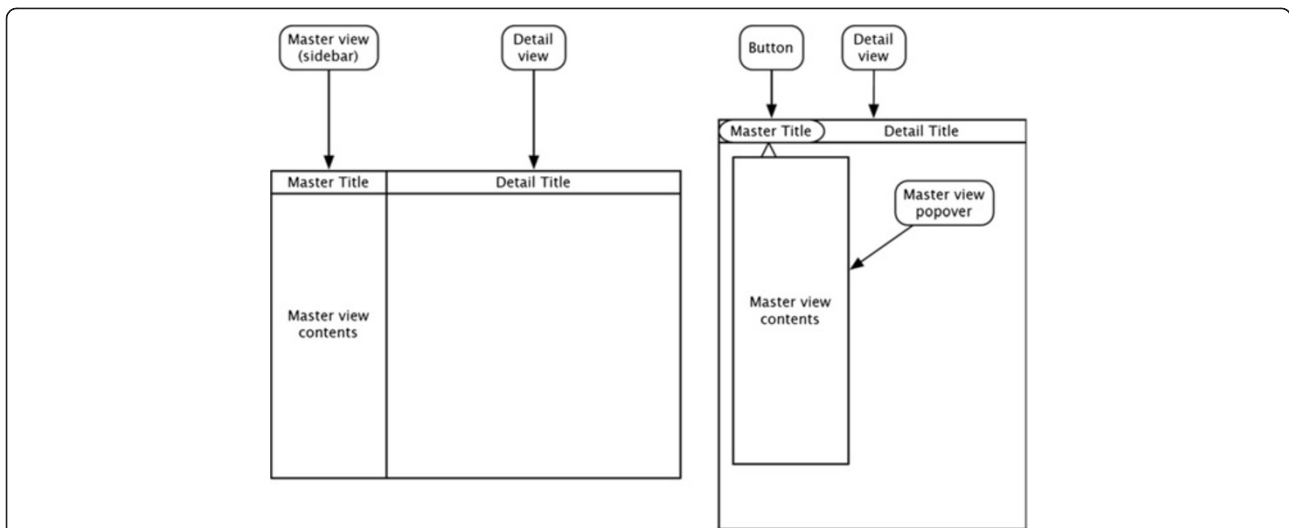 Master view
(sidebar)
Detail
view
Master Title
Detail Title
Master view
contents
Button
Detail
view
Master Title
Detail Title
Master view
popover
Master view
contents